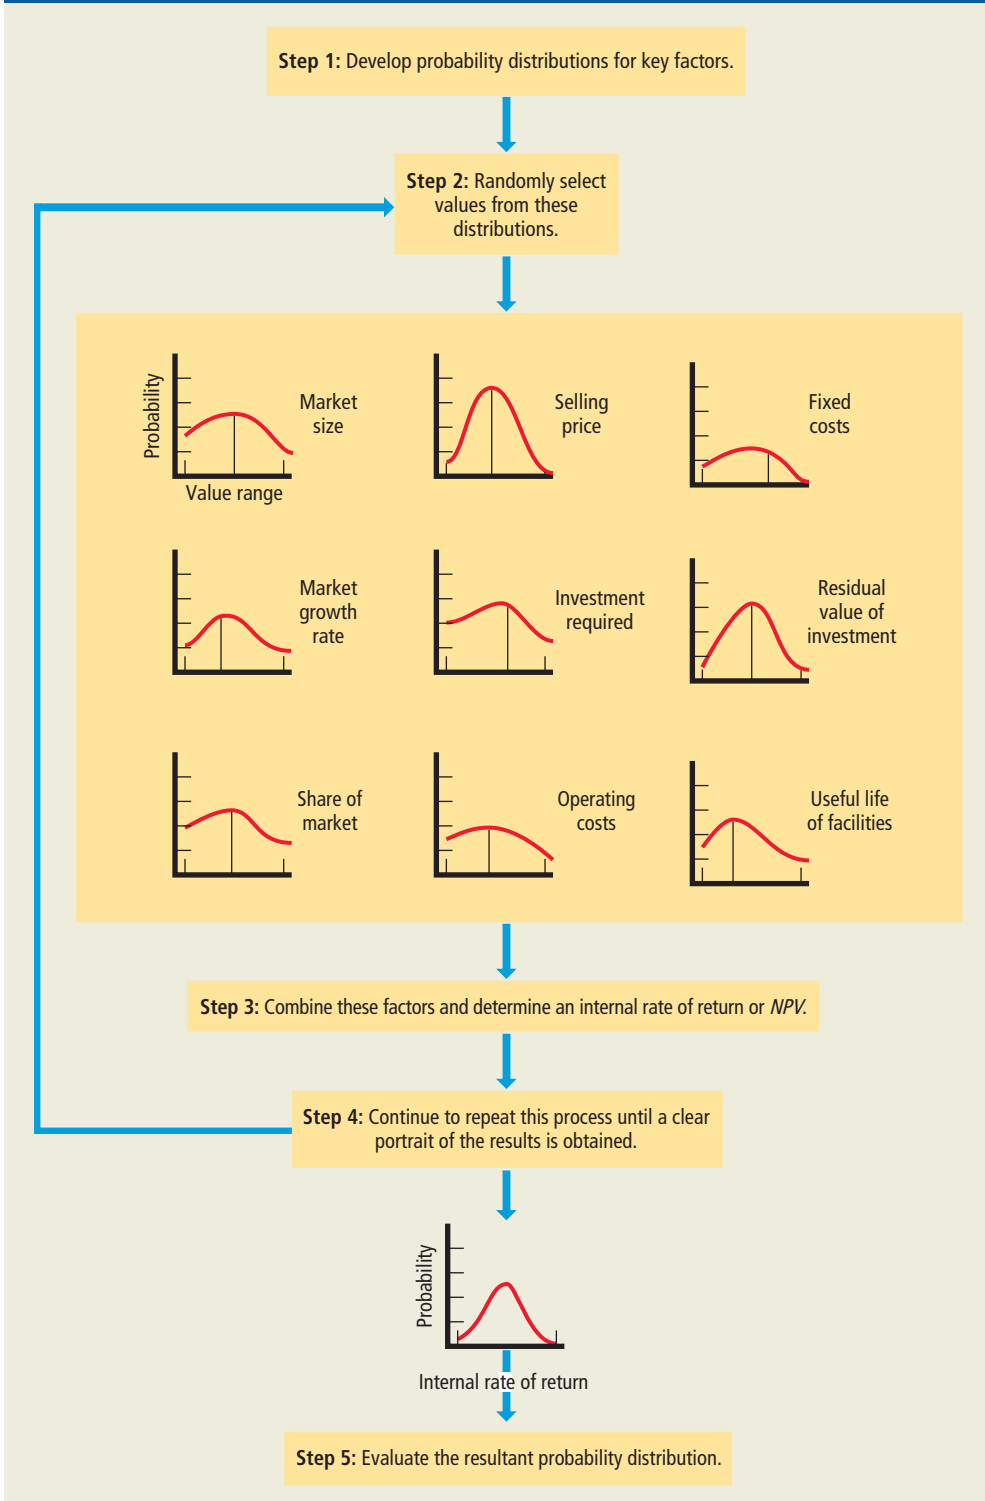 Step 1: Develop probability distributions for key factors.
Step 2: Randomly select
values from these
distributions.
Probability
Market
size
Value range
Selling
price
Fixed
costs
Market
growth
rate
Investment
required
Residual
value of
investment
Share of
market
Operating
costs
Useful life
of facilities
Step 3: Combine these factors and determine an internal rate of return or NPV.
Step 4: Continue to repeat this process until a clear
portrait of the results is obtained.
Probability
Internal rate of return
Step 5: Evaluate the resultant probability distribution.